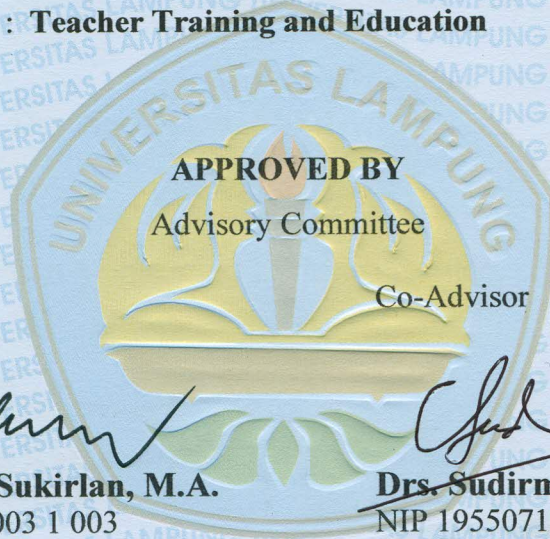 : Teacher Training and Education
UNIVERSITAS LAMPUNG
APPROVED BY
Advisory Committee
Co-Advisor
Sukirlan, M.A. Drs. Sudirm
003 1 003 NIP 1955071